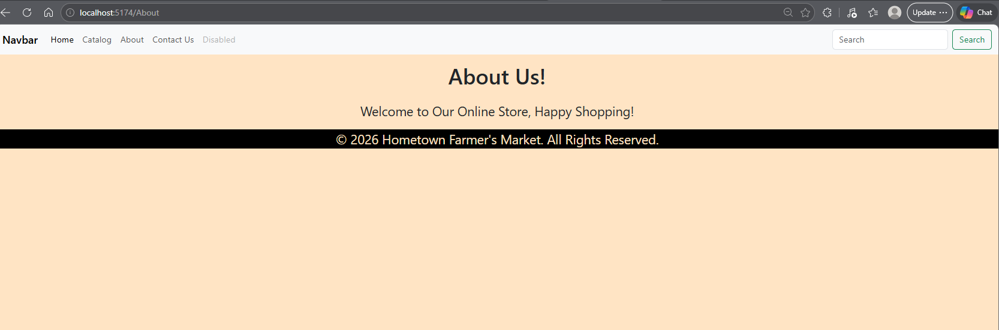 localhost:5174/About
Update
Chat
Navbar Home Catalog About Contact Us Disabled Search Search
About Us!
Welcome to Our Online Store, Happy Shopping!
© 2026 Hometown Farmer's Market. All Rights Reserved.